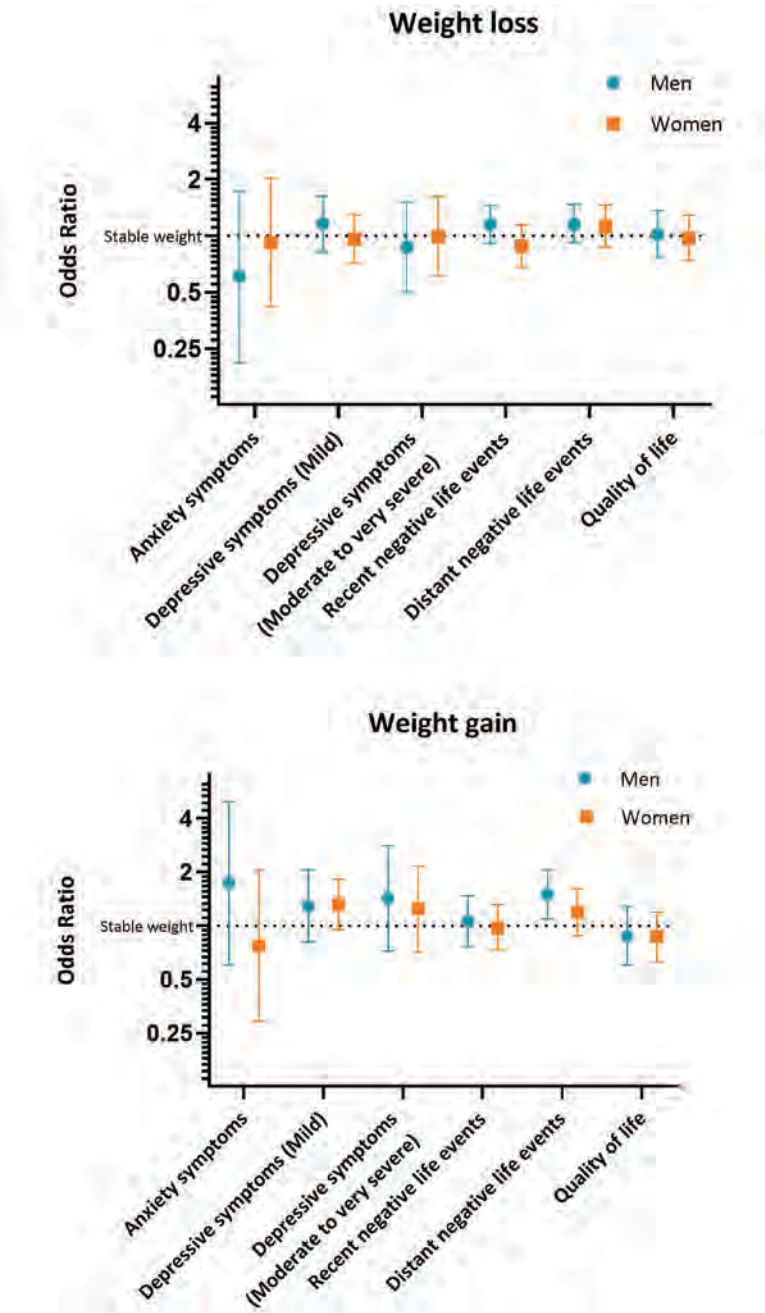 Weight loss
Men
Women
Odds Ratio
4
2
Stable weight
0.5
0.25
Anxiety symptoms
Depressive symptoms (Mild)
Depressive symptoms
(Moderate to very severe)
Recent negative life events
Distant negative life events
Quality of life
Weight gain
Men
Women
Odds Ratio
4
2
Stable weight
0.5
0.25
Anxiety symptoms
Depressive symptoms (Mild)
Depressive symptoms
(Moderate to very severe)
Recent negative life events
Distant negative life events
Quality of life